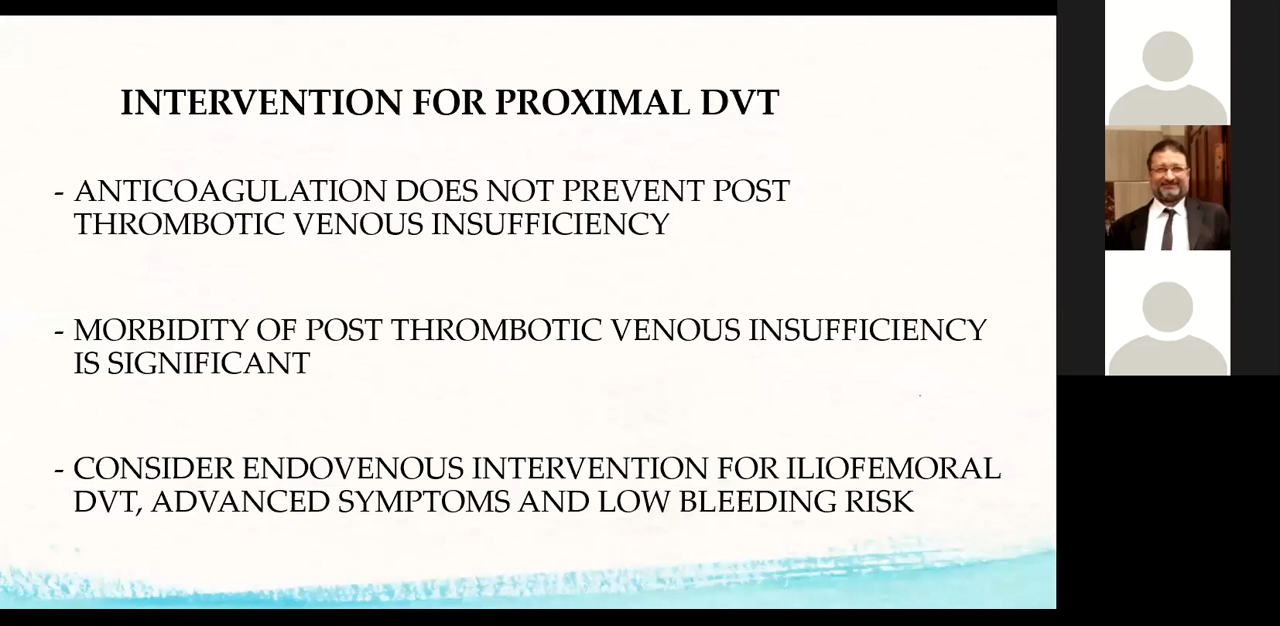 INTERVENTION FOR PROXIMAL DVT
- ANTICOAGULATION DOES NOT PREVENT POST
THROMBOTIC VENOUS INSUFFICIENCY
- MORBIDITY OF POST THROMBOTIC VENOUS INSUFFICIENCY
IS SIGNIFICANT
- CONSIDER ENDOVENOUS INTERVENTION FOR ILIOFEMORAL
DVT, ADVANCED SYMPTOMS AND LOW BLEEDING RISK